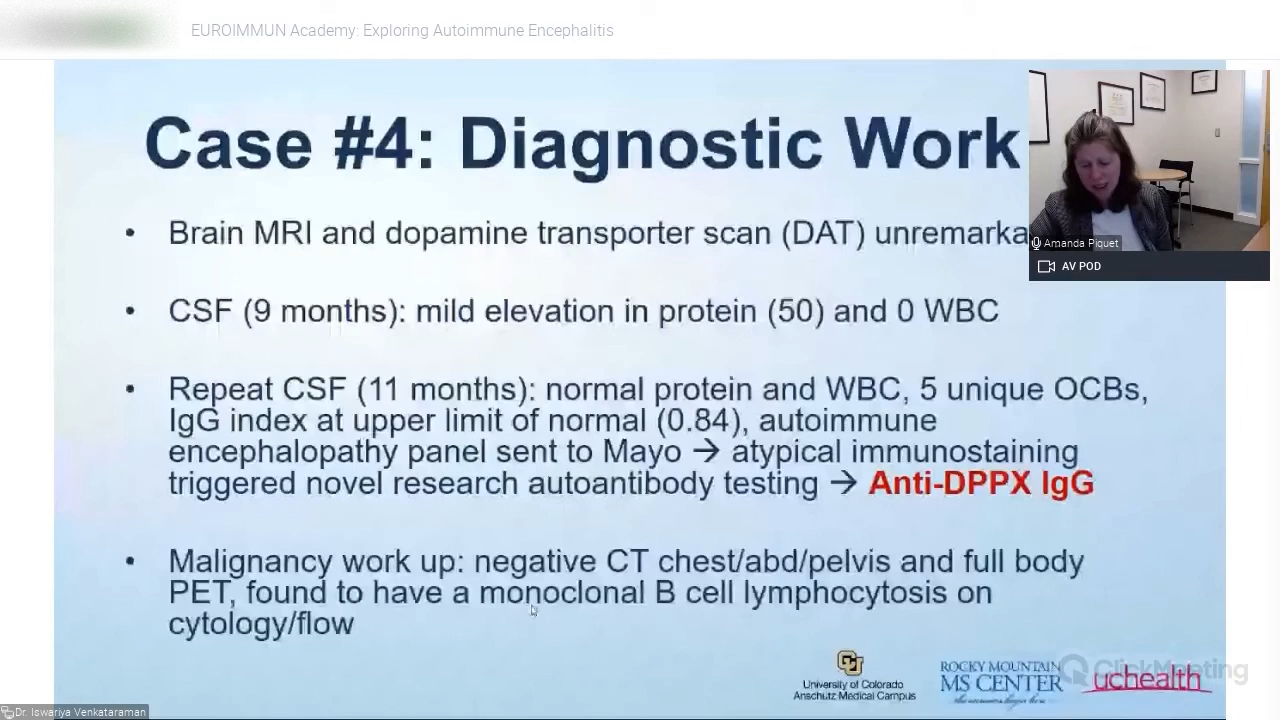 EUROIMMUN Academy: Exploring Autoimmune Encephalitis
Case #4: Diagnostic Work
• Brain MRI and dopamine transporter scan (DAT) unremarka
• CSF (9 months): mild elevation in protein (50) and 0 WBC
• Repeat CSF (11 months): normal protein and WBC, 5 unique OCBs,
IgG index at upper limit of normal (0.84), autoimmune
encephalopathy panel sent to Mayo → atypical immunostaining
triggered novel research autoantibody testing → Anti-DPPX IgG
• Malignancy work up: negative CT chest/abd/pelvis and full body
PET, found to have a monoclonal B cell lymphocytosis on
cytology/flow
Amanda Piquet
AV POD
CU
University of Colorado
Anschutz Medical Campus
ROCKY MOUNTAIN
MS CENTER
uchealth
ClickMeeting
Dr. Iswariya Venkataraman